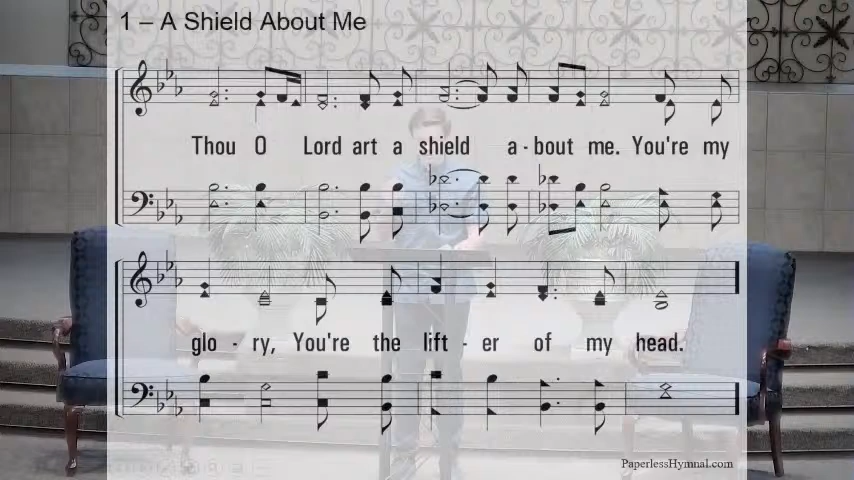 1 – A Shield About Me
Thou O Lord art a shield a - bout me. You're my
glo - ry, You're the lift - er of my head.
PaperlessHymnal.com